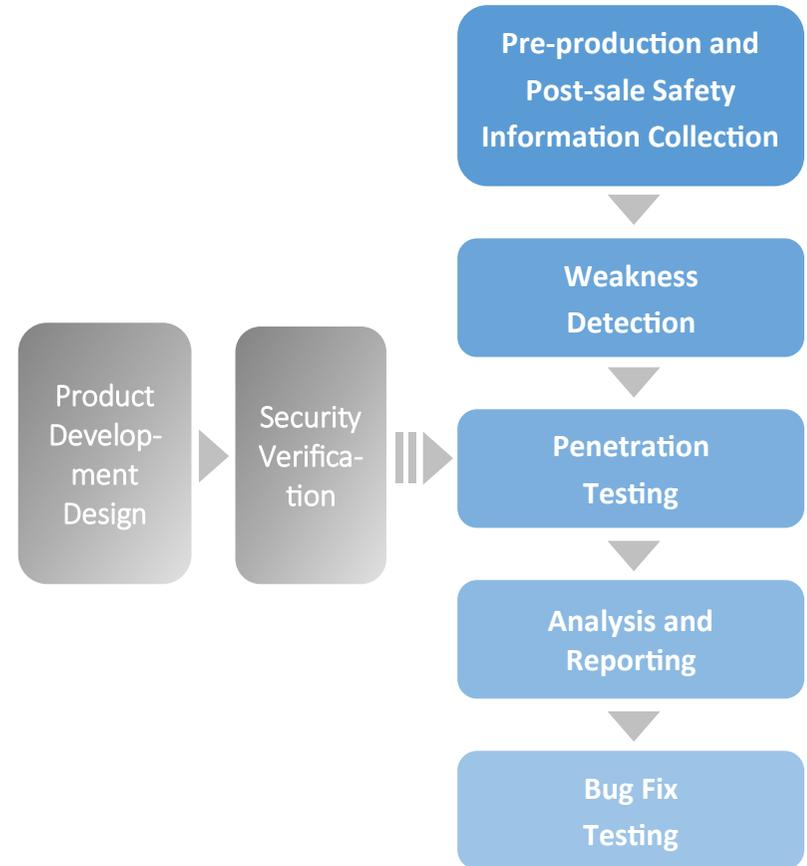 Pre-production and
Post-sale Safety
Information Collection
Weakness
Detection
Product
Develop-
ment
Design
Security
Verifica-
tion
Penetration
Testing
Analysis and
Reporting
Bug Fix
Testing